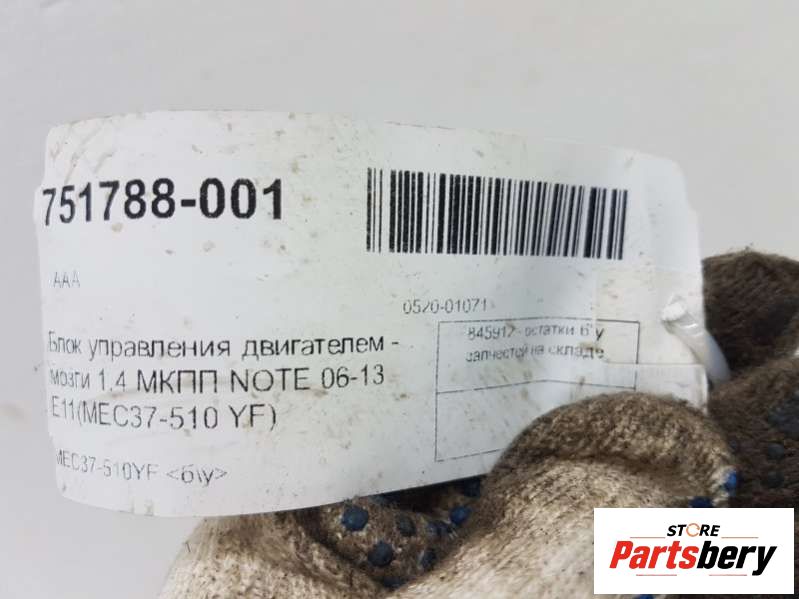 751788-001
AAA
0520-01071
845912 - остатки б\у
запчастей на складе
Блок управления двигателем -
мозги 1,4 МКПП NOTE 06-13
E11(MEC37-510 YF)
MEC37-510YF <б\у>
STORE
Partsbery